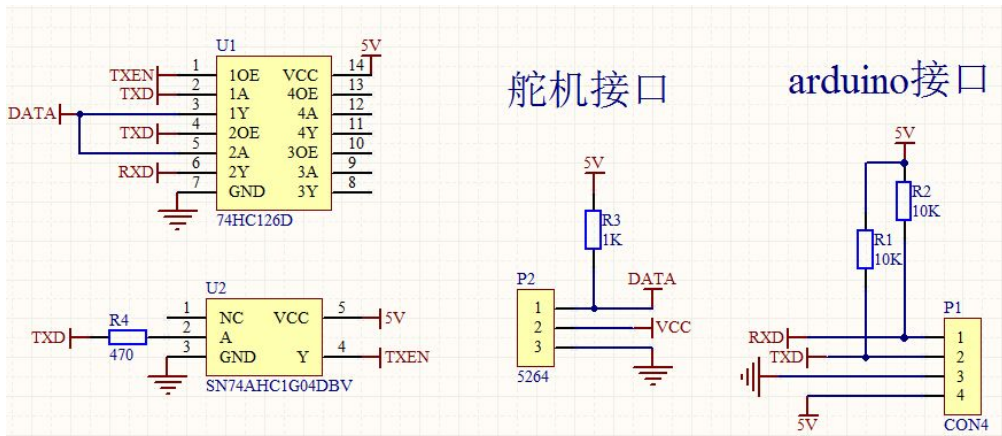 U1
5V
TXEN 1 1OE VCC 14
TXD 2 1A 4OE 13
DATA 3 1Y 4A 12
TXD 4 2OE 4Y 11
5 2A 3OE 10
RXD 6 2Y 3A 9
7 GND 3Y 8
74HC126D
舵机接口
arduino接口
5V
R3
1K
P2
DATA
1
2 VCC
3
5264
5V
R2
10K
R1
10K
P1
RXD 1
TXD 2
3
4
5V
CON4
U2
R4
1 NC VCC 5 5V
TXD 2 A
470
3 GND Y 4 TXEN
SN74AHC1G04DBV